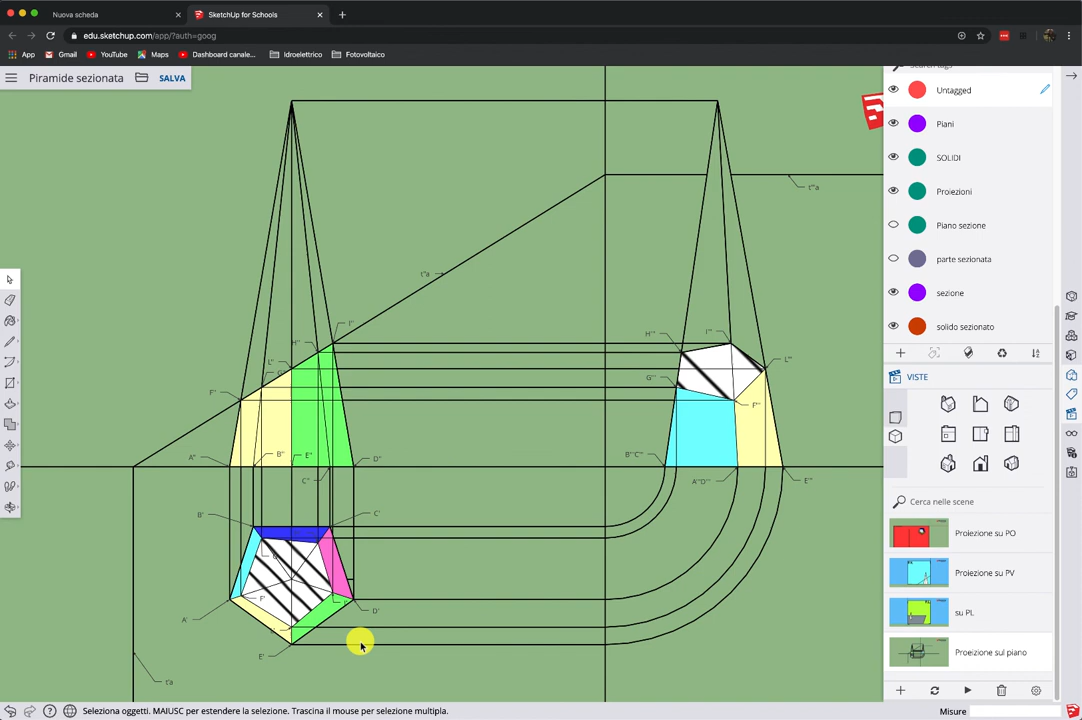 Nuova scheda
SketchUp for Schools
edu.sketchup.com/app/?auth=goog
App
Gmail
YouTube
Maps
Dashboard canale...
Idroelettrico
Fotovoltaico
Piramide sezionata
SALVA
Search tags
Untagged
Piani
SOLIDI
Proiezioni
Piano sezione
parte sezionata
sezione
solido sezionato
VISTE
Cerca nelle scene
Proiezione su PO
Proiezione su PV
su PL
Proeizione sul piano
t'''a
t''a
I''
H''
L''
F''
A''
B''
E''
C''
D''
H'''
I'''
L'''
G'''
F'''
B'''C'''
A'''D'''
E'''
B'
C'
A'
F'
D'
E'
t'a
Seleziona oggetti. MAIUSC per estendere la selezione. Trascina il mouse per selezione multipla.
Misure